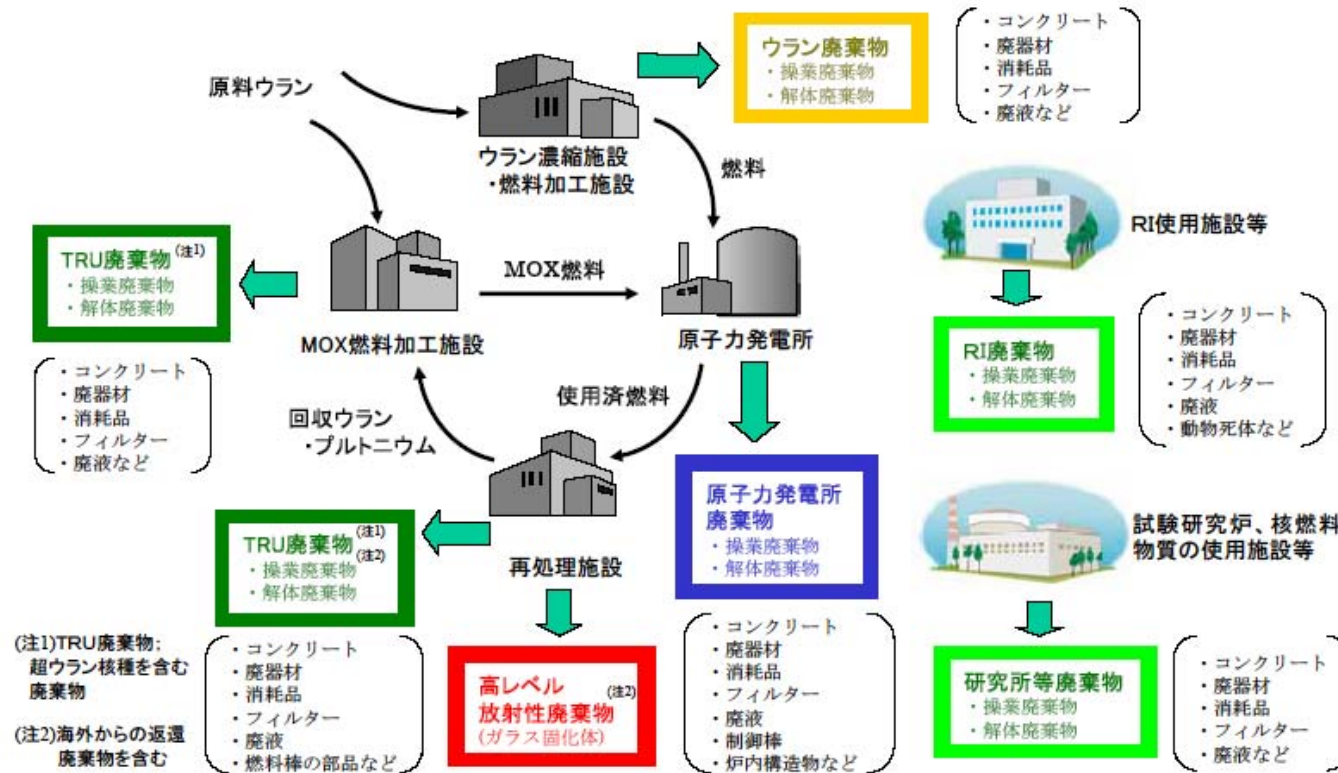 原料ウラン
ウラン濃縮施設
・燃料加工施設
ウラン廃棄物
・操業廃棄物
・解体廃棄物
・コンクリート
・廃器材
・消耗品
・フィルター
・廃液など
燃料
TRU廃棄物(注1)
・操業廃棄物
・解体廃棄物
・コンクリート
・廃器材
・消耗品
・フィルター
・廃液など
MOX燃料加工施設
MOX燃料
原子力発電所
使用済燃料
回収ウラン
・プルトニウム
再処理施設
TRU廃棄物(注1)
(注2)
・操業廃棄物
・解体廃棄物
・コンクリート
・廃器材
・消耗品
・フィルター
・廃液
・燃料棒の部品など
高レベル
放射性廃棄物(注2)
(ガラス固化体)
原子力発電所
廃棄物
・操業廃棄物
・解体廃棄物
・コンクリート
・廃器材
・消耗品
・フィルター
・廃液
・制御棒
・炉内構造物など
RI使用施設等
RI廃棄物
・操業廃棄物
・解体廃棄物
・コンクリート
・廃器材
・消耗品
・フィルター
・廃液
・動物死体など
試験研究炉、核燃料
物質の使用施設等
研究所等廃棄物
・操業廃棄物
・解体廃棄物
・コンクリート
・廃器材
・消耗品
・フィルター
・廃液など
(注1)TRU廃棄物:
超ウラン核種を含む
廃棄物
(注2)海外からの返還
廃棄物を含む